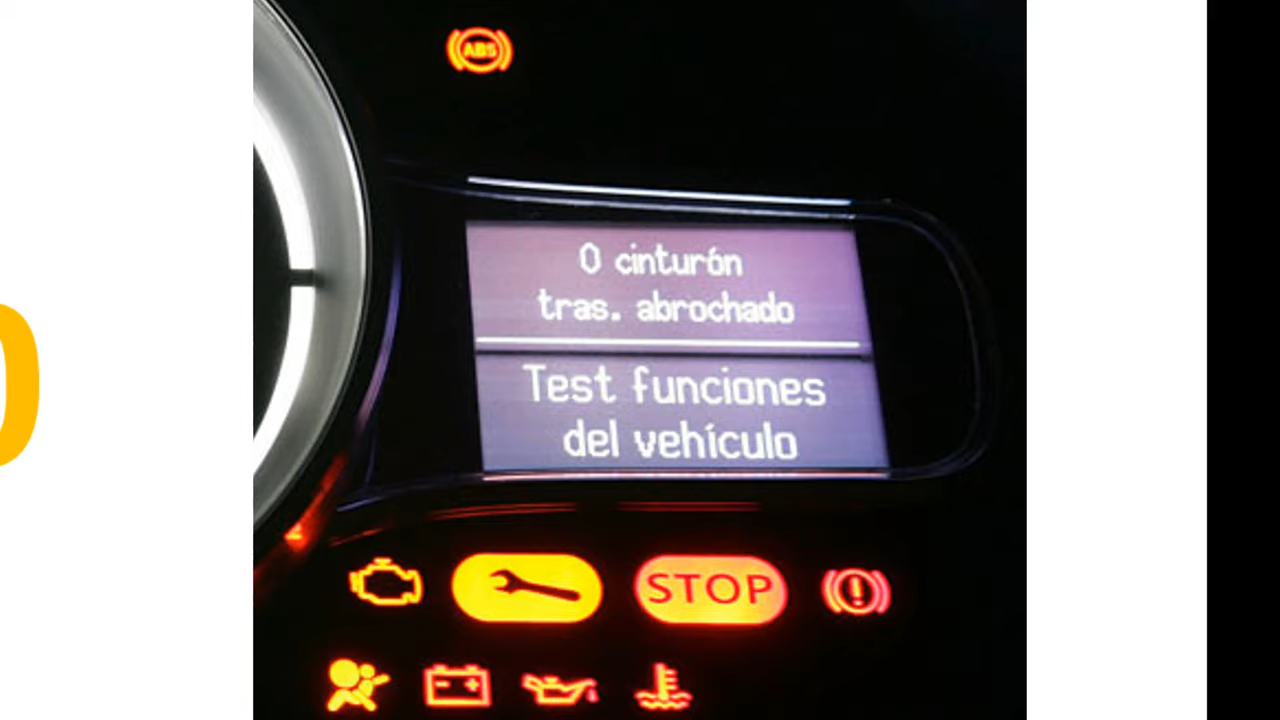 ABS
0 cinturón
tras. abrochado
Test funciones
del vehículo
STOP